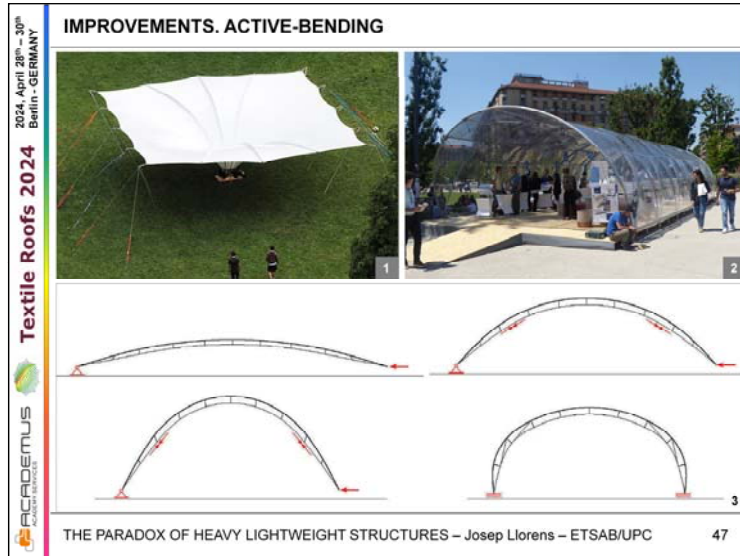 IMPROVEMENTS. ACTIVE-BENDING
2024, April 28th – 30th
Berlin - GERMANY
Textile Roofs 2024
ACADEMUS
ACADEMY SERVICES
1
2
3
THE PARADOX OF HEAVY LIGHTWEIGHT STRUCTURES – Josep Llorens – ETSAB/UPC
47